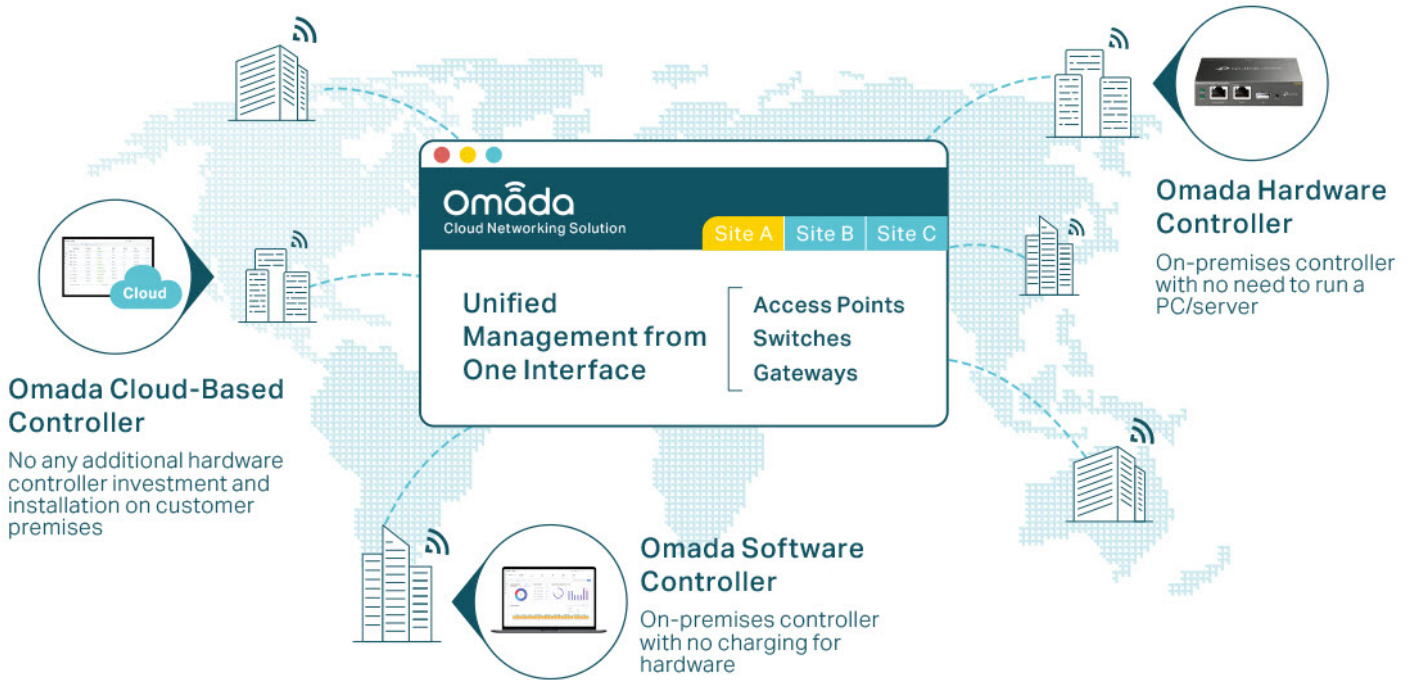 Omada
Cloud Networking Solution
Site A
Site B
Site C
Unified
Management from
One Interface
Access Points
Switches
Gateways
Omada Hardware
Controller
On-premises controller
with no need to run a
PC/server
Cloud
Omada Cloud-Based
Controller
No any additional hardware
controller investment and
installation on customer
premises
Omada Software
Controller
On-premises controller
with no charging for
hardware